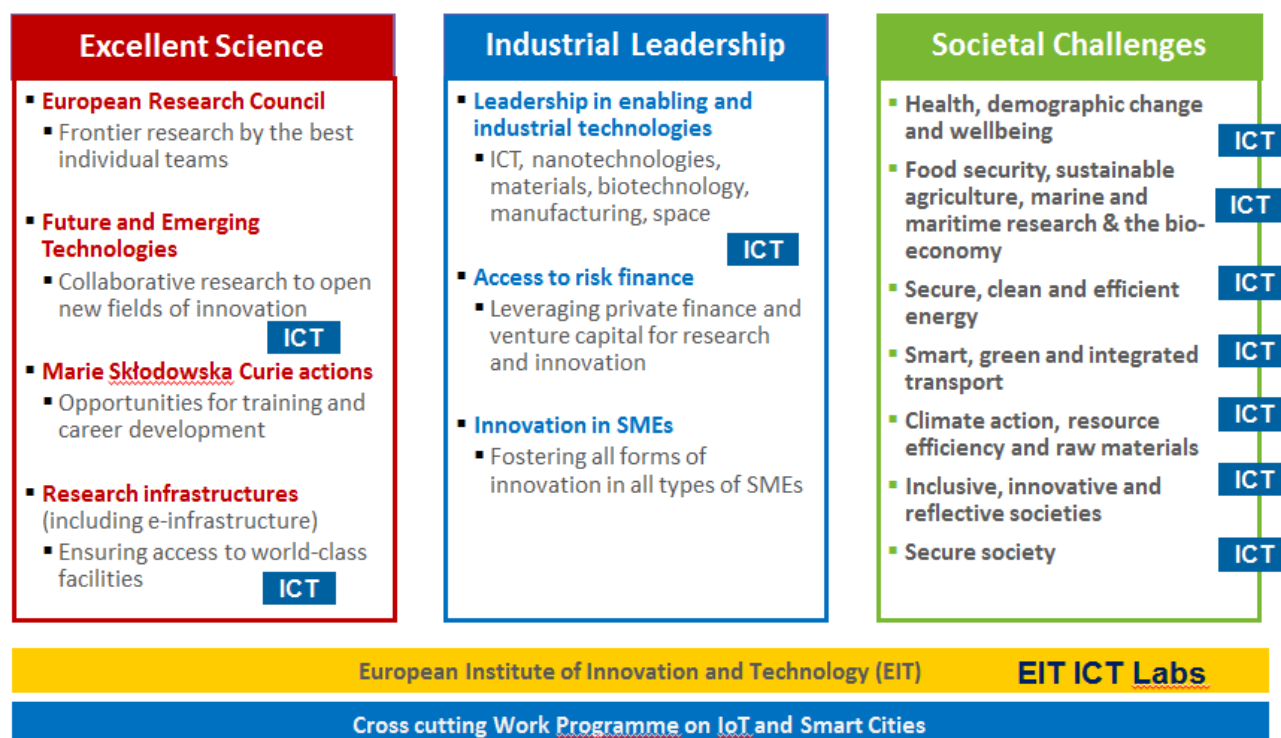 Excellent Science
▪ European Research Council
▪ Frontier research by the best
individual teams
▪ Future and Emerging
Technologies
▪ Collaborative research to open
new fields of innovation
ICT
▪ Marie Skłodowska Curie actions
▪ Opportunities for training and
career development
▪ Research infrastructures
(including e-infrastructure)
▪ Ensuring access to world-class
facilities
ICT
Industrial Leadership
▪ Leadership in enabling and
industrial technologies
▪ ICT, nanotechnologies,
materials, biotechnology,
manufacturing, space
ICT
▪ Access to risk finance
▪ Leveraging private finance and
venture capital for research
and innovation
▪ Innovation in SMEs
▪ Fostering all forms of
innovation in all types of SMEs
Societal Challenges
▪ Health, demographic change
and wellbeing
ICT
▪ Food security, sustainable
agriculture, marine and
maritime research & the bio-
economy
ICT
▪ Secure, clean and efficient
energy
ICT
▪ Smart, green and integrated
transport
ICT
▪ Climate action, resource
efficiency and raw materials
ICT
▪ Inclusive, innovative and
reflective societies
ICT
▪ Secure society
ICT
European Institute of Innovation and Technology (EIT) EIT ICT Labs
Cross cutting Work Programme on IoT and Smart Cities